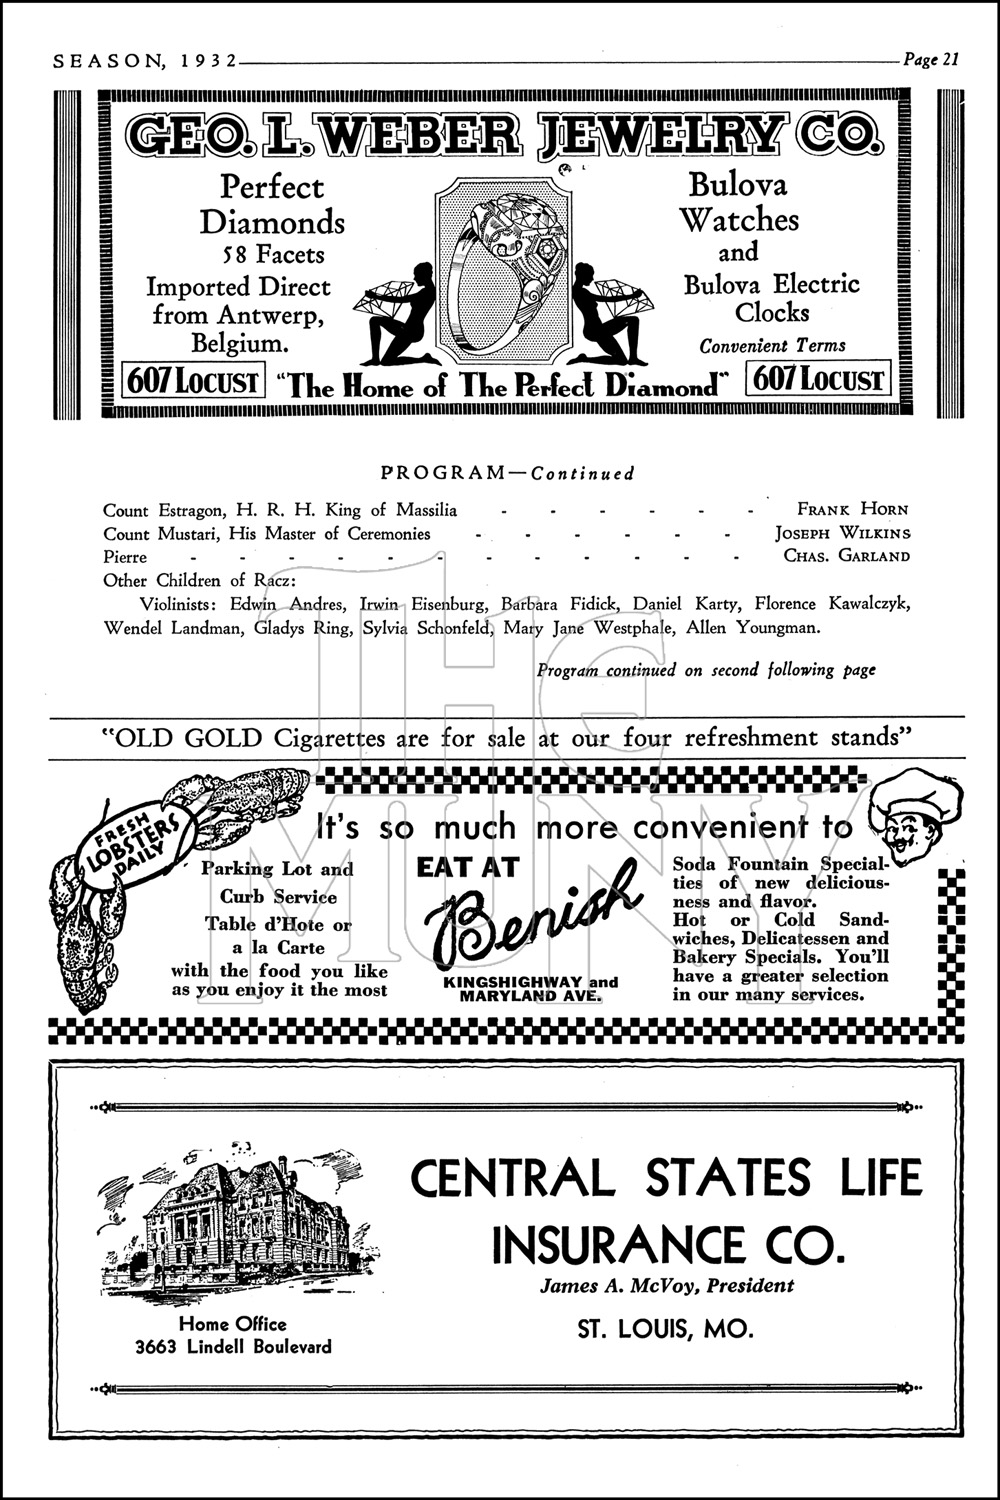 SEASON, 1932 Page 21
GEO. L. WEBER JEWELRY CO.
Perfect
Diamonds
58 Facets
Imported Direct
from Antwerp,
Belgium.
607 LOCUST
Bulova
Watches
and
Bulova Electric
Clocks
Convenient Terms
607 LOCUST
"The Home of The Perfect Diamond"
PROGRAM—Continued
Count Estragon, H. R. H. King of Massilia - - - - - - FRANK HORN
Count Mustari, His Master of Ceremonies - - - - - - JOSEPH WILKINS
Pierre - - - - - - - - - - - - CHAS. GARLAND
Other Children of Racz:
Violinists: Edwin Andres, Irwin Eisenburg, Barbara Fidick, Daniel Karty, Florence Kawalczyk,
Wendel Landman, Gladys Ring, Sylvia Schonfeld, Mary Jane Westphale, Allen Youngman.
Program continued on second following page
"OLD GOLD Cigarettes are for sale at our four refreshment stands"
FRESH
LOBSTERS
DAILY
It's so much more convenient to
Parking Lot and
Curb Service
Table d'Hote or
a la Carte
with the food you like
as you enjoy it the most
EAT AT
Benish
KINGSHIGHWAY and
MARYLAND AVE.
Soda Fountain Special-
ties of new delicious-
ness and flavor.
Hot or Cold Sand-
wiches, Delicatessen and
Bakery Specials. You'll
have a greater selection
in our many services.
THE
MUNY
CENTRAL STATES LIFE
INSURANCE CO.
James A. McVoy, President
ST. LOUIS, MO.
Home Office
3663 Lindell Boulevard